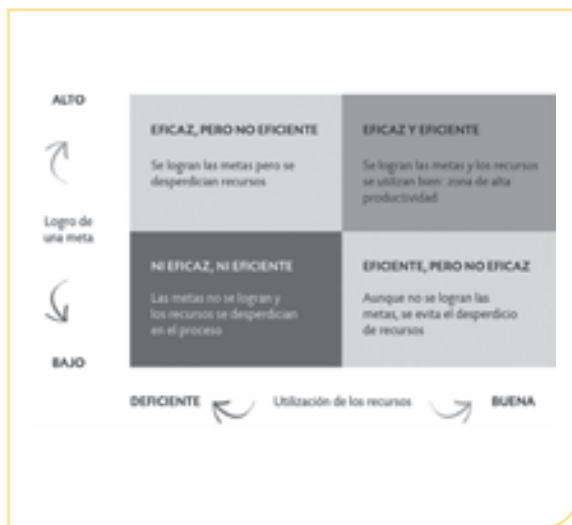 ALTO
EFICAZ, PERO NO EFICIENTE
Se logran las metas pero se
desperdician recursos
EFICAZ Y EFICIENTE
Se logran las metas y los recursos
se utilizan bien: zona de alta
productividad
Logro de
una meta
NI EFICAZ, NI EFICIENTE
Las metas no se logran y
los recursos se desperdician
en el proceso
EFICIENTE, PERO NO EFICAZ
Aunque no se logran las
metas, se evita el desperdicio
de recursos
BAJO
DEFICIENTE
Utilización de los recursos
BUENA